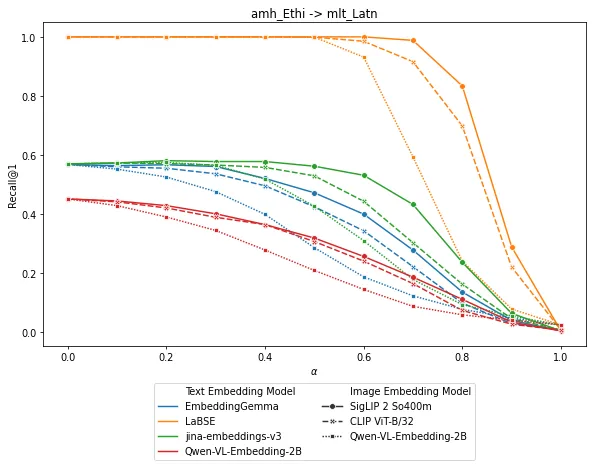 amh_Ethi -> mlt_Latn
1.0
0.8
0.6
0.4
0.2
0.0
Recall@1
0.0 0.2 0.4 0.6 0.8 1.0
α
Text Embedding Model Image Embedding Model
EmbeddingGemma SigLIP 2 So400m
LaBSE CLIP ViT-B/32
jina-embeddings-v3 Qwen-VL-Embedding-2B
Qwen-VL-Embedding-2B